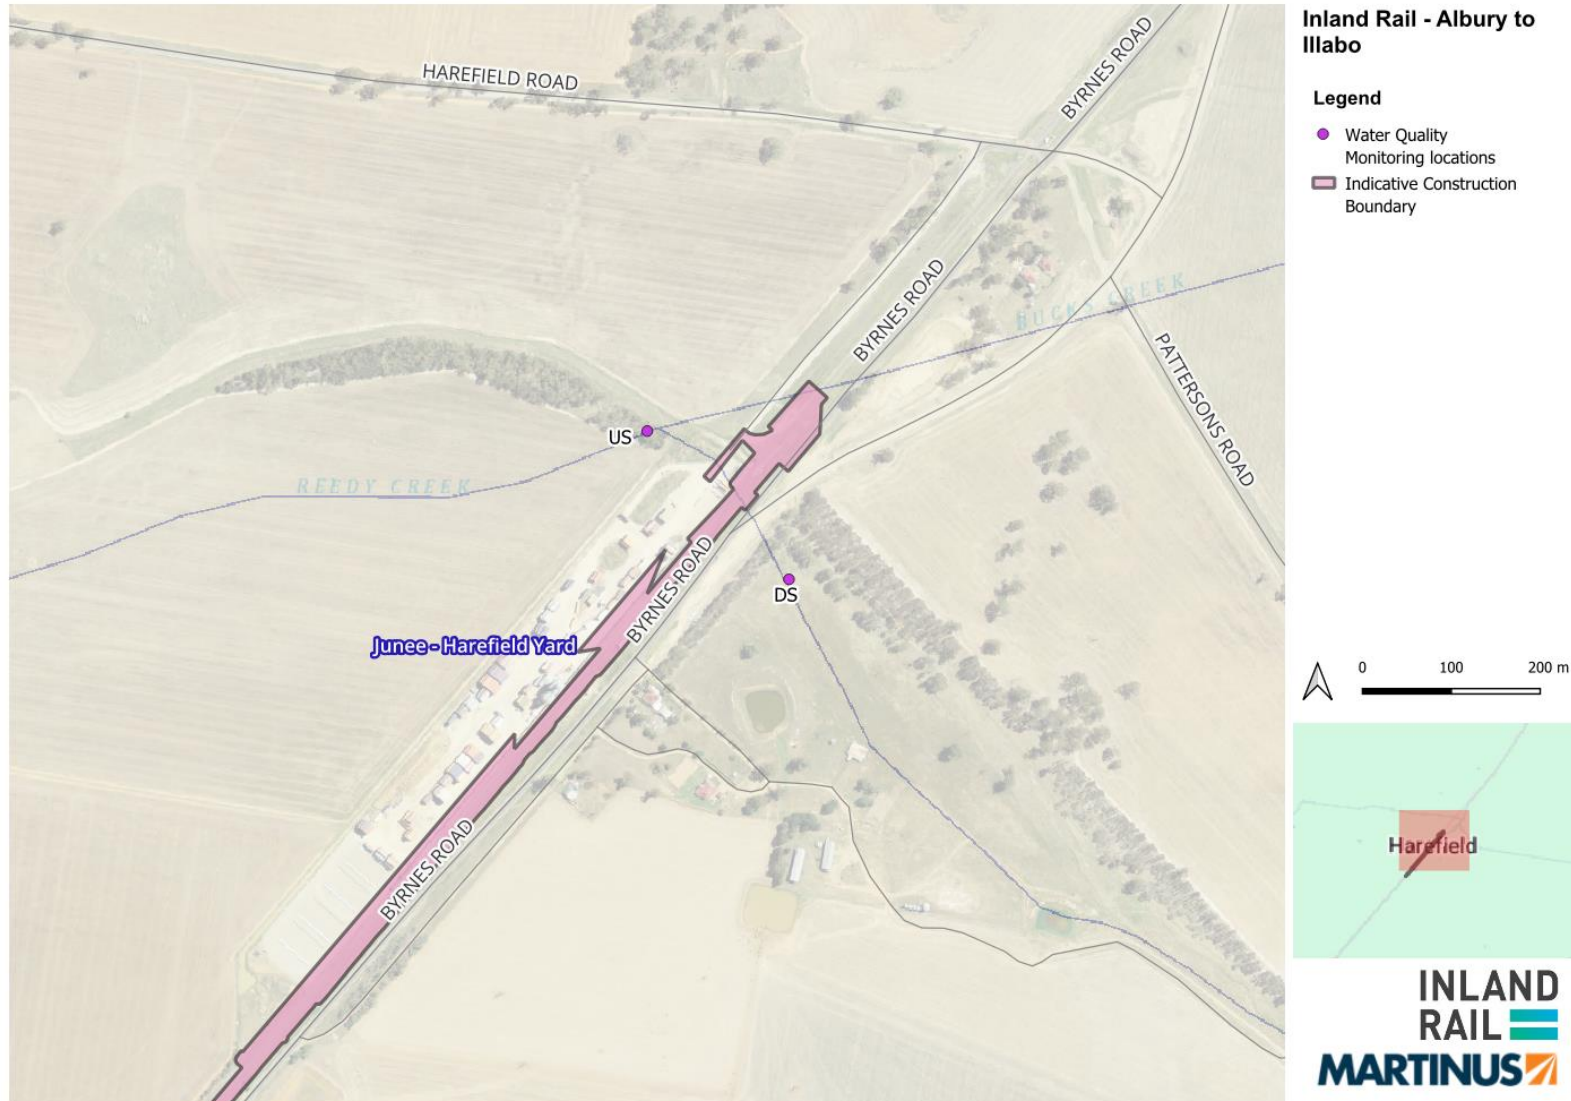 Inland Rail - Albury to
Illabo
Legend
Water Quality
Monitoring locations
Indicative Construction
Boundary
HAREFIELD ROAD
BYRNES ROAD
BYRNES ROAD
BUCKS CREEK
PATTERSONS ROAD
US
REEDY CREEK
BYRNES ROAD
DS
Junee - Harefield Yard
BYRNES ROAD
0 100 200 m
Harefield
INLAND
RAIL
MARTINUS